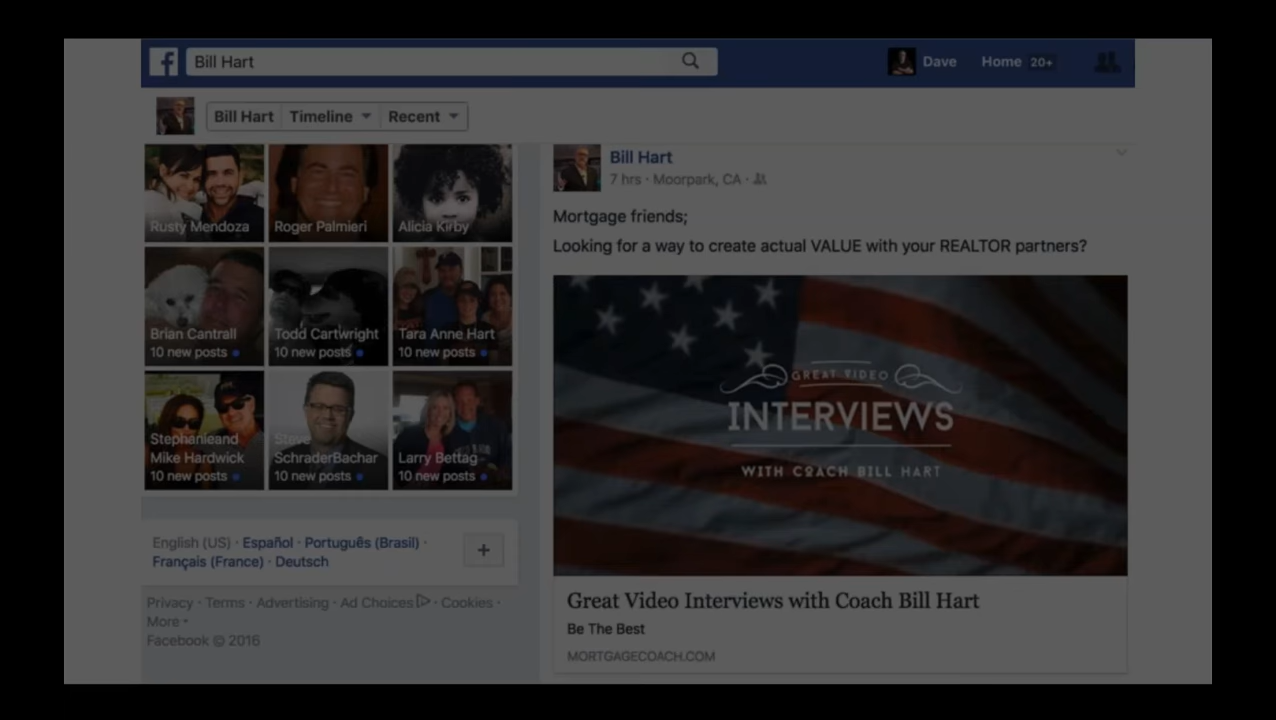 Bill Hart
Dave Home 20+
Bill Hart Timeline Recent
Rusty Mendoza
Roger Palmieri
Alicia Kirby
Brian Cantrall
10 new posts
Todd Cartwright
10 new posts
Tara Anne Hart
10 new posts
Stephanieand
Mike Hardwick
10 new posts
Steve
SchraderBachar
10 new posts
Larry Bettag
10 new posts
English (US) · Español · Português (Brasil) ·
Français (France) · Deutsch
+
Privacy · Terms · Advertising · Ad Choices · Cookies ·
More
Facebook © 2016
Bill Hart
7 hrs · Moorpark, CA ·
Mortgage friends;
Looking for a way to create actual VALUE with your REALTOR partners?
GREAT VIDEO
INTERVIEWS
WITH COACH BILL HART
Great Video Interviews with Coach Bill Hart
Be The Best
MORTGAGECOACH.COM